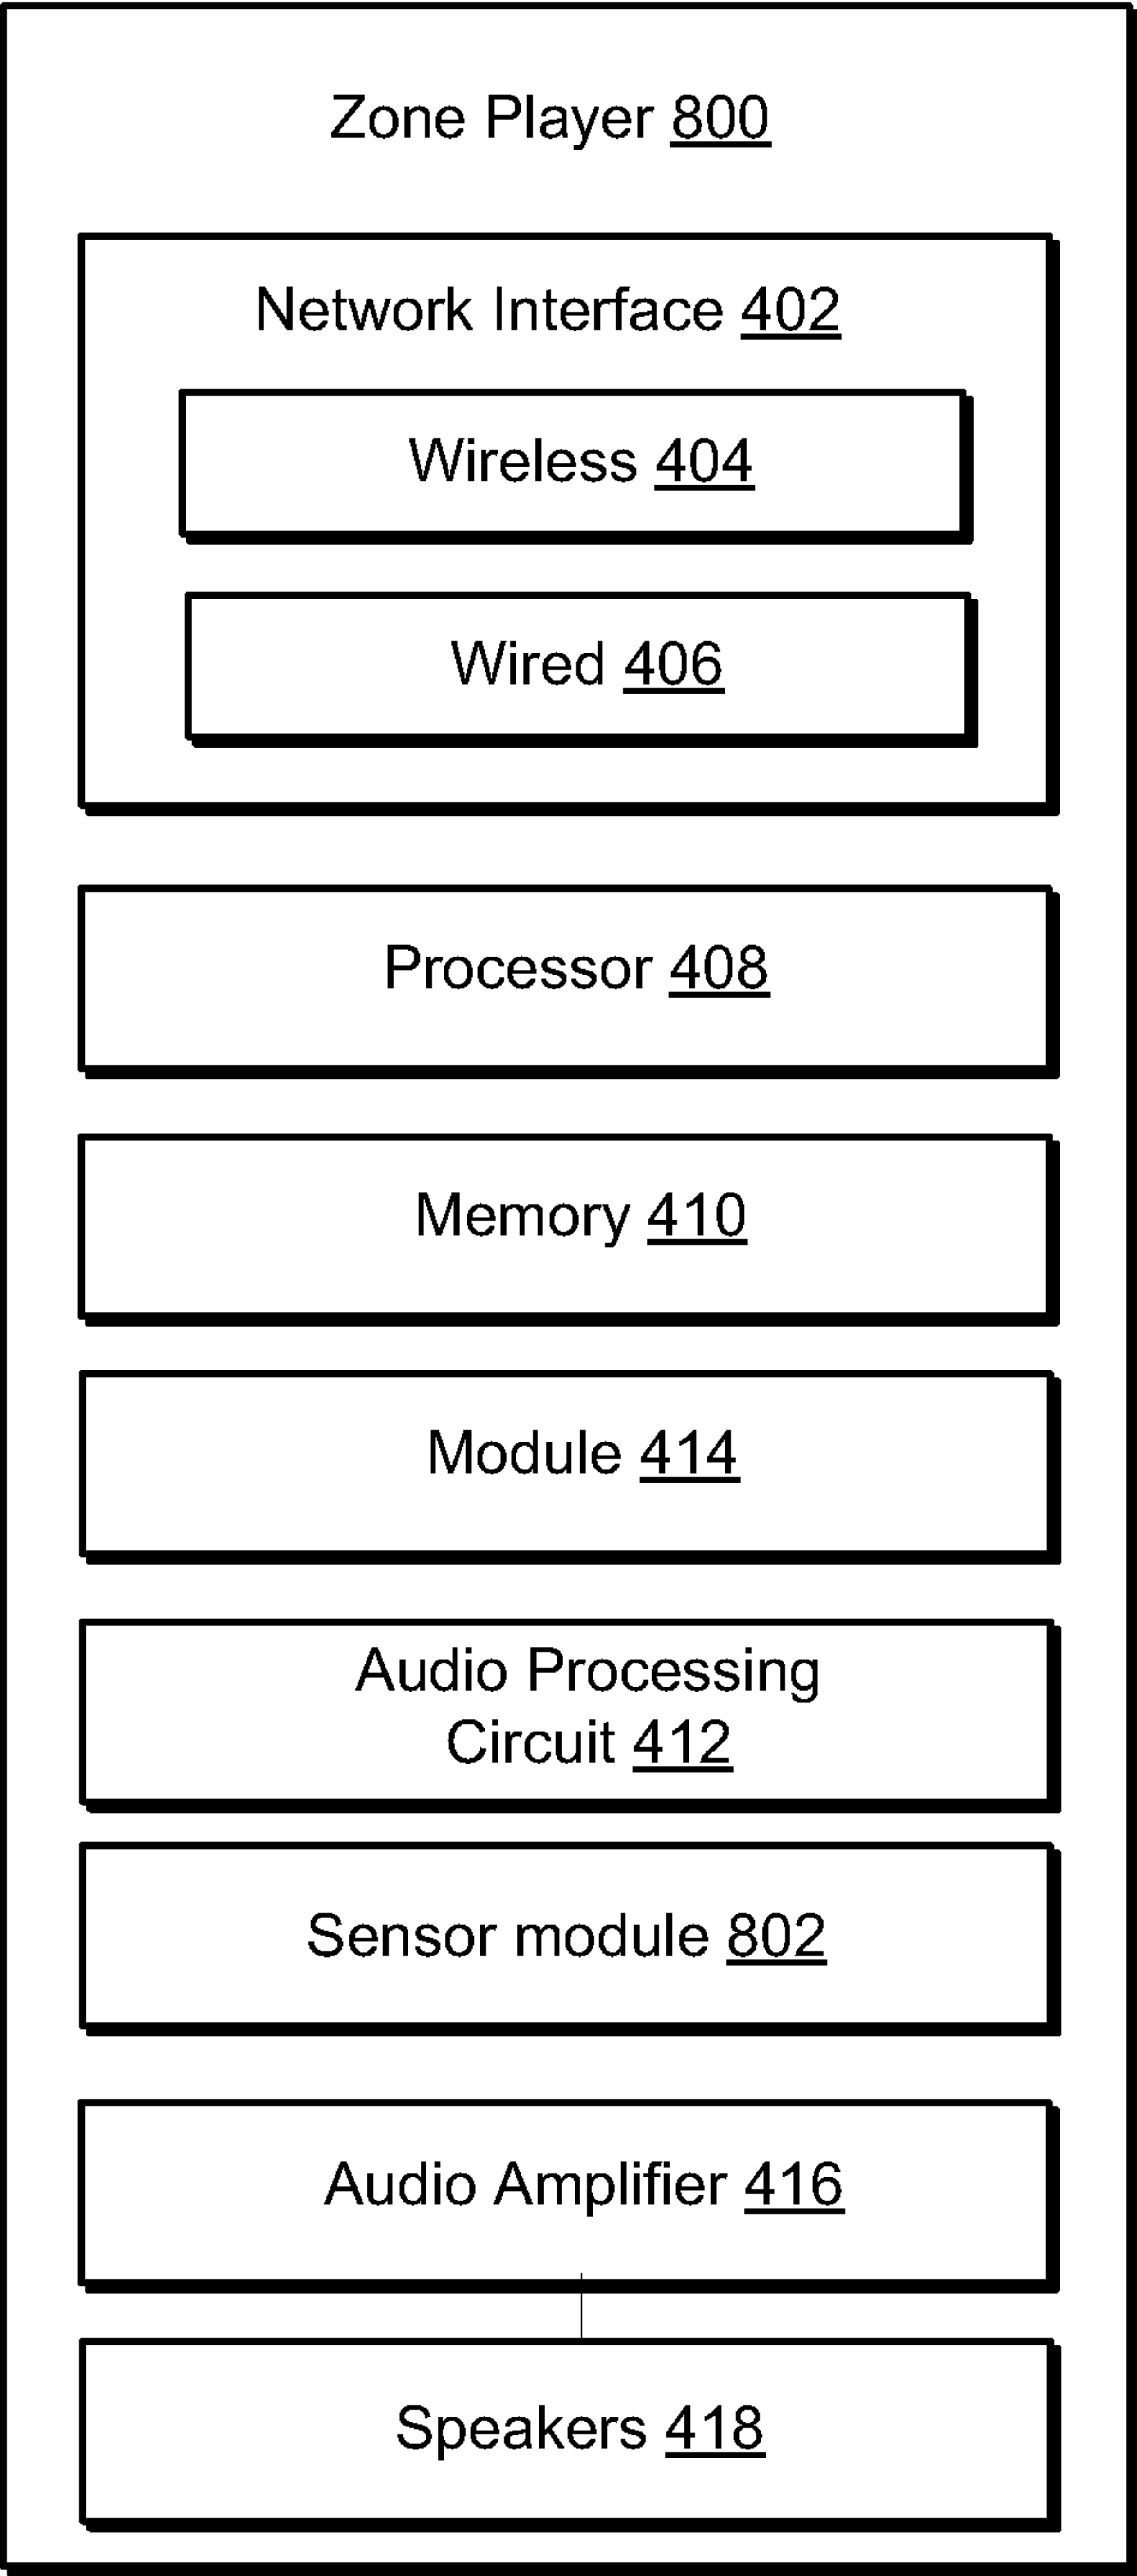 Zone Player 800
Network Interface 402
Wireless 404
Wired 406
Processor 408
Memory 410
Module 414
Audio Processing
Circuit 412
Sensor module 802
Audio Amplifier 416
Speakers 418